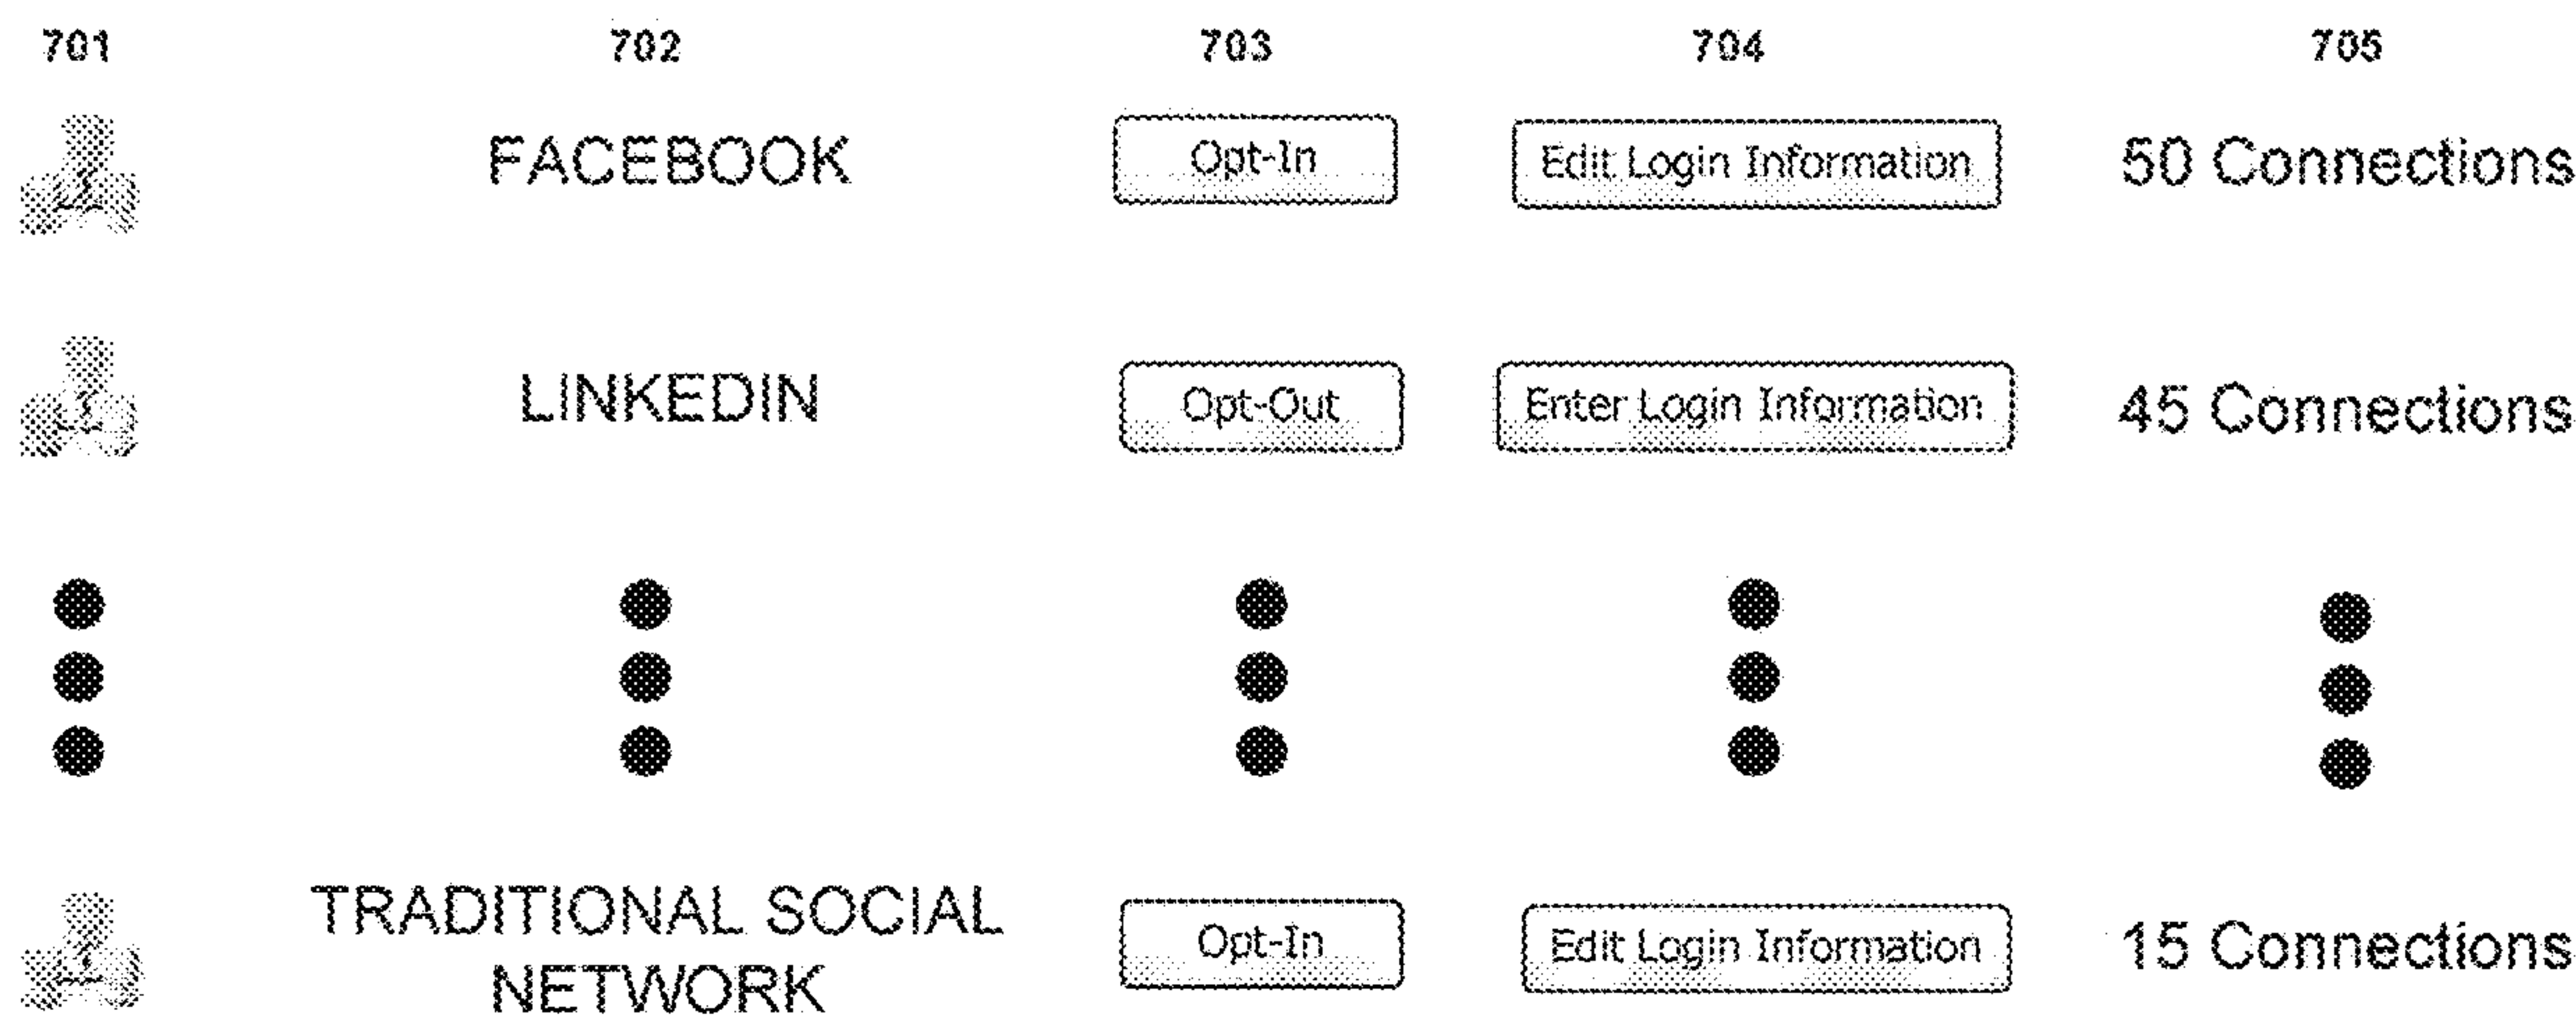 701 702 703 704 705
FACEBOOK Opt-In Edit Login Information 50 Connections
LINKEDIN Opt-Out Enter Login Information 45 Connections
TRADITIONAL SOCIAL
NETWORK Opt-In Edit Login Information 15 Connections